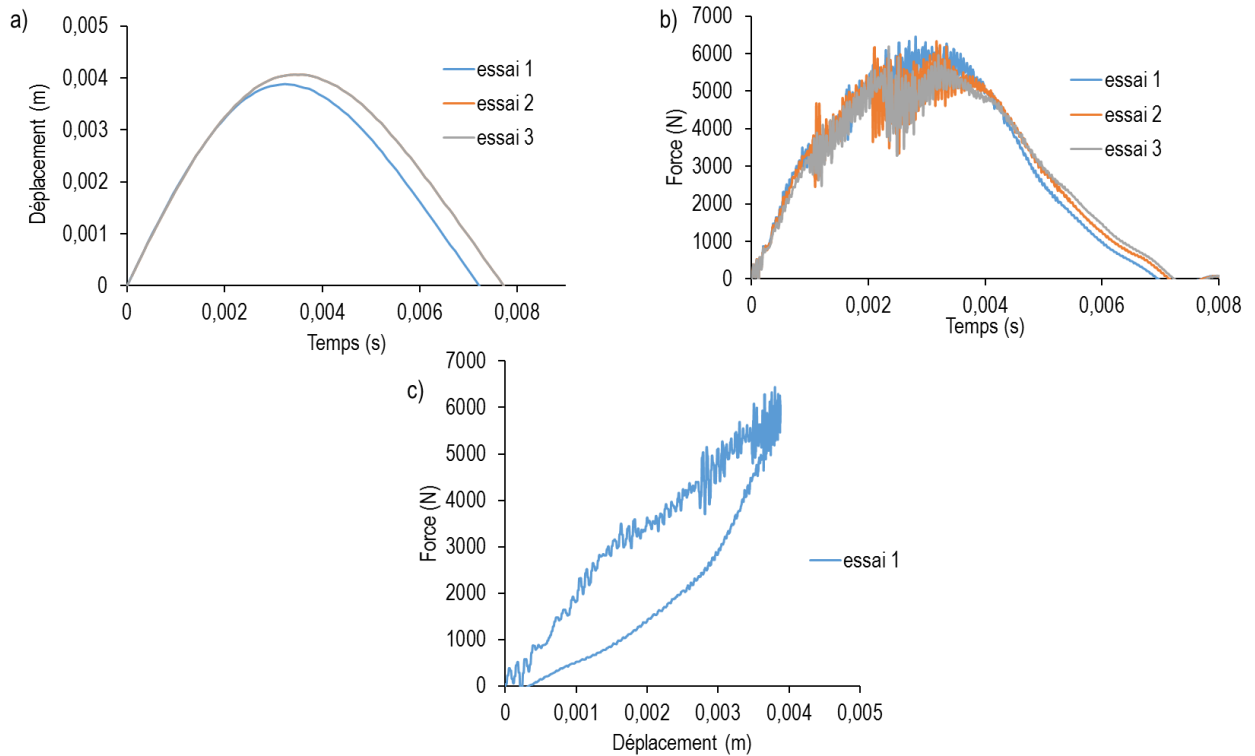 a)
Déplacement (m)
0,005
0,004
0,003
0,002
0,001
0
0
0,002
0,004
0,006
0,008
Temps (s)
essai 1
essai 2
essai 3
b)
Force (N)
7000
6000
5000
4000
3000
2000
1000
0
0
0,002
0,004
0,006
0,008
Temps (s)
essai 1
essai 2
essai 3
c)
Force (N)
7000
6000
5000
4000
3000
2000
1000
0
0
0,001
0,002
0,003
0,004
0,005
Déplacement (m)
essai 1